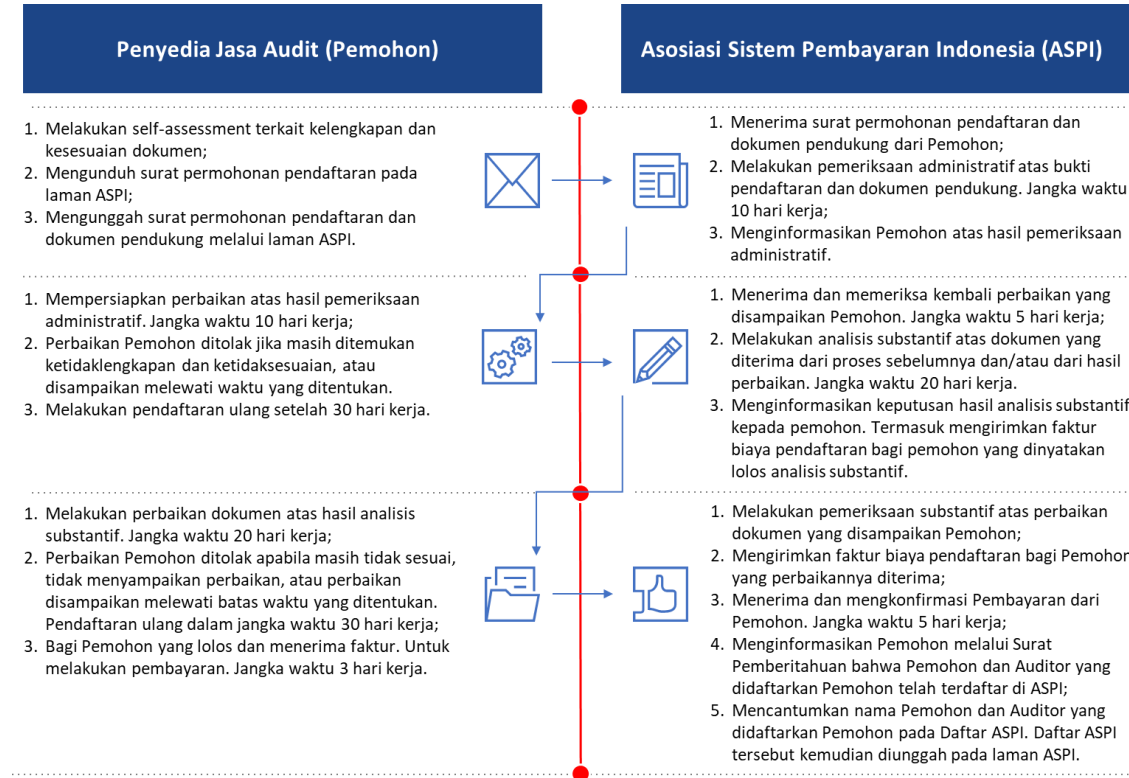 Penyedia Jasa Audit (Pemohon)
Asosiasi Sistem Pembayaran Indonesia (ASPI)
1. Melakukan self-assessment terkait kelengkapan dan
kesesuaian dokumen;
2. Mengunduh surat permohonan pendaftaran pada
laman ASPI;
3. Mengunggah surat permohonan pendaftaran dan
dokumen pendukung melalui laman ASPI.
1. Menerima surat permohonan pendaftaran dan
dokumen pendukung dari Pemohon;
2. Melakukan pemeriksaan administratif atas bukti
pendaftaran dan dokumen pendukung. Jangka waktu
10 hari kerja;
3. Menginformasikan Pemohon atas hasil pemeriksaan
administratif.
1. Mempersiapkan perbaikan atas hasil pemeriksaan
administratif. Jangka waktu 10 hari kerja;
2. Perbaikan Pemohon ditolak jika masih ditemukan
ketidaklengkapan dan ketidaksesuaian, atau
disampaikan melewati waktu yang ditentukan.
3. Melakukan pendaftaran ulang setelah 30 hari kerja.
1. Menerima dan memeriksa kembali perbaikan yang
disampaikan Pemohon. Jangka waktu 5 hari kerja;
2. Melakukan analisis substantif atas dokumen yang
diterima dari proses sebelumnya dan/atau dari hasil
perbaikan. Jangka waktu 20 hari kerja.
3. Menginformasikan keputusan hasil analisis substantif
kepada pemohon. Termasuk mengirimkan faktur
biaya pendaftaran bagi pemohon yang dinyatakan
lolos analisis substantif.
1. Melakukan perbaikan dokumen atas hasil analisis
substantif. Jangka waktu 20 hari kerja;
2. Perbaikan Pemohon ditolak apabila masih tidak sesuai,
tidak menyampaikan perbaikan, atau perbaikan
disampaikan melewati batas waktu yang ditentukan.
Pendaftaran ulang dalam jangka waktu 30 hari kerja;
3. Bagi Pemohon yang lolos dan menerima faktur. Untuk
melakukan pembayaran. Jangka waktu 3 hari kerja.
1. Melakukan pemeriksaan substantif atas perbaikan
dokumen yang disampaikan Pemohon;
2. Mengirimkan faktur biaya pendaftaran bagi Pemohon
yang perbaikannya diterima;
3. Menerima dan mengkonfirmasi Pembayaran dari
Pemohon. Jangka waktu 5 hari kerja;
4. Menginformasikan Pemohon melalui Surat
Pemberitahuan bahwa Pemohon dan Auditor yang
didaftarkan Pemohon telah terdaftar di ASPI;
5. Mencantumkan nama Pemohon dan Auditor yang
didaftarkan Pemohon pada Daftar ASPI. Daftar ASPI
tersebut kemudian diunggah pada laman ASPI.